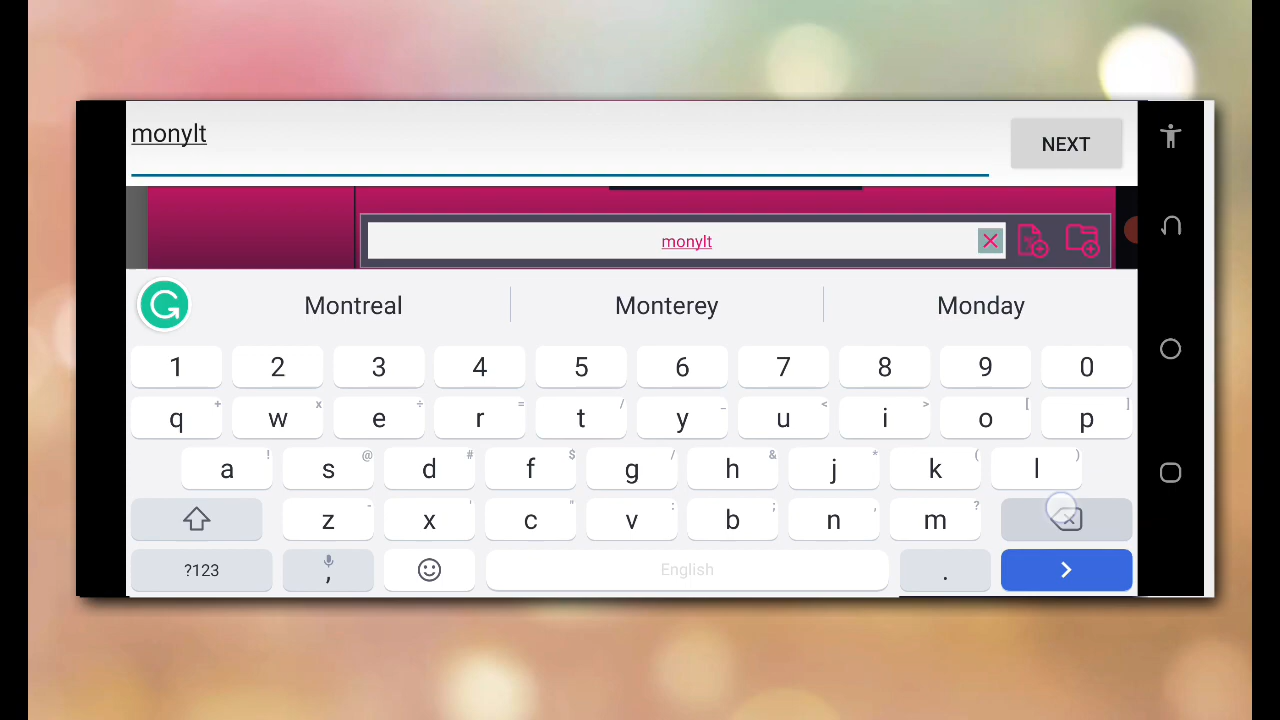 monylt
NEXT
monylt
Montreal Monterey Monday
1 2 3 4 5 6 7 8 9 0
q + w x e ÷ r = t / y _ u < i > o [ p ]
a ! s @ d # f $ g / h & j * k ( l )
z - x ' c " v : b ; n , m ?
?123 , English .